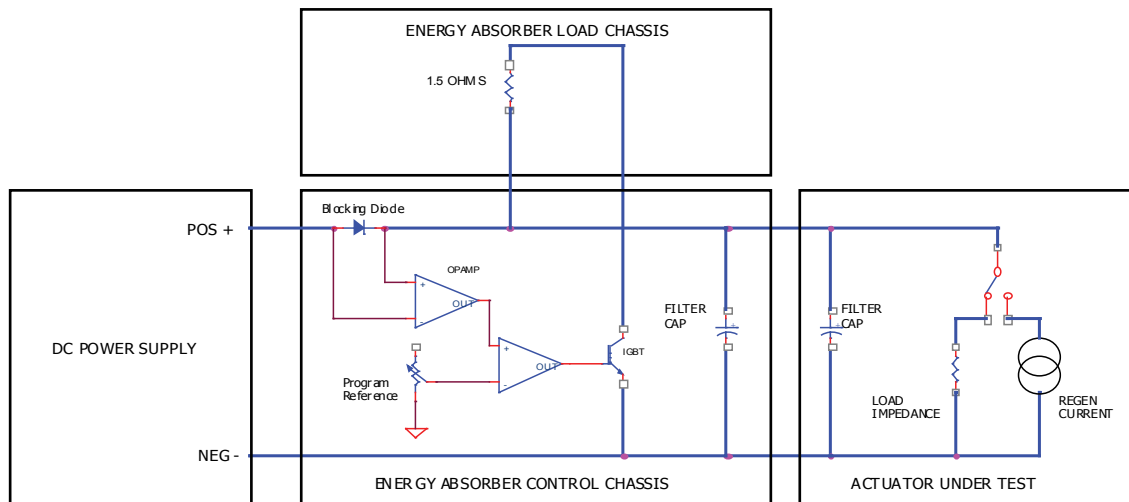 ENERGY ABSORBER LOAD CHASSIS
1.5 OHMS
Blocking Diode
POS +
OPAMP
+
-
OUT
FILTER
CAP
FILTER
CAP
DC POWER SUPPLY
+
-
OUT
IGBT
Program
Reference
LOAD
IMPEDANCE
REGEN
CURRENT
NEG -
ENERGY ABSORBER CONTROL CHASSIS
ACTUATOR UNDER TEST